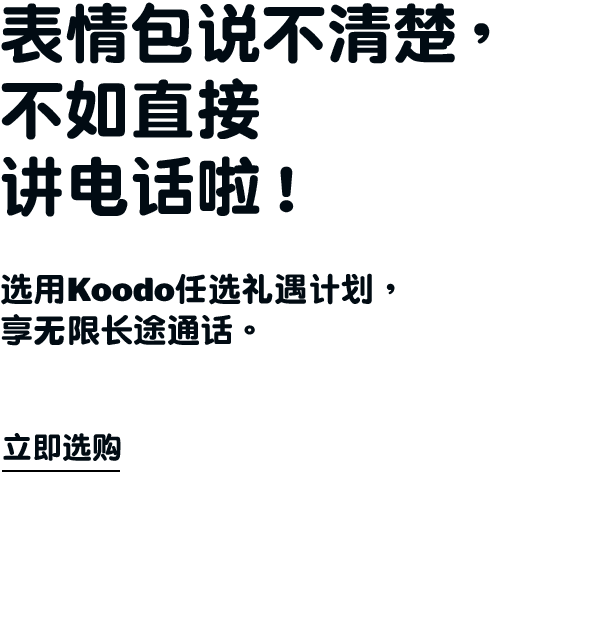 表情包说不清楚，
不如直接
讲电话啦！
选用Koodo任选礼遇计划，
享无限长途通话。
立即选购